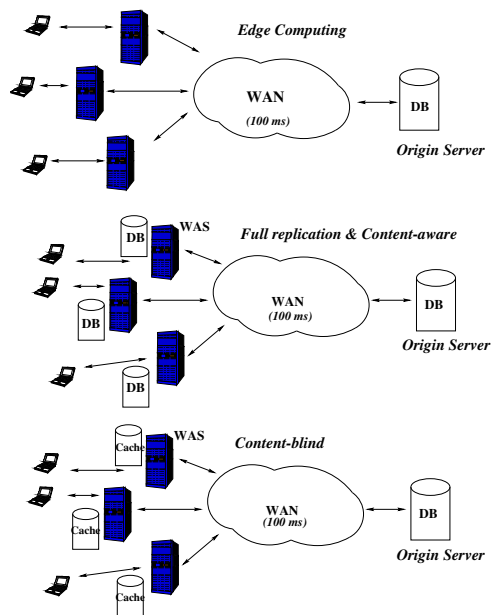 Edge Computing
WAN
(100 ms)
DB
Origin Server
WAS
DB
Full replication & Content-aware
DB
WAN
(100 ms)
DB
DB
Origin Server
WAS
Cache
Content-blind
Cache
WAN
(100 ms)
DB
Cache
Origin Server